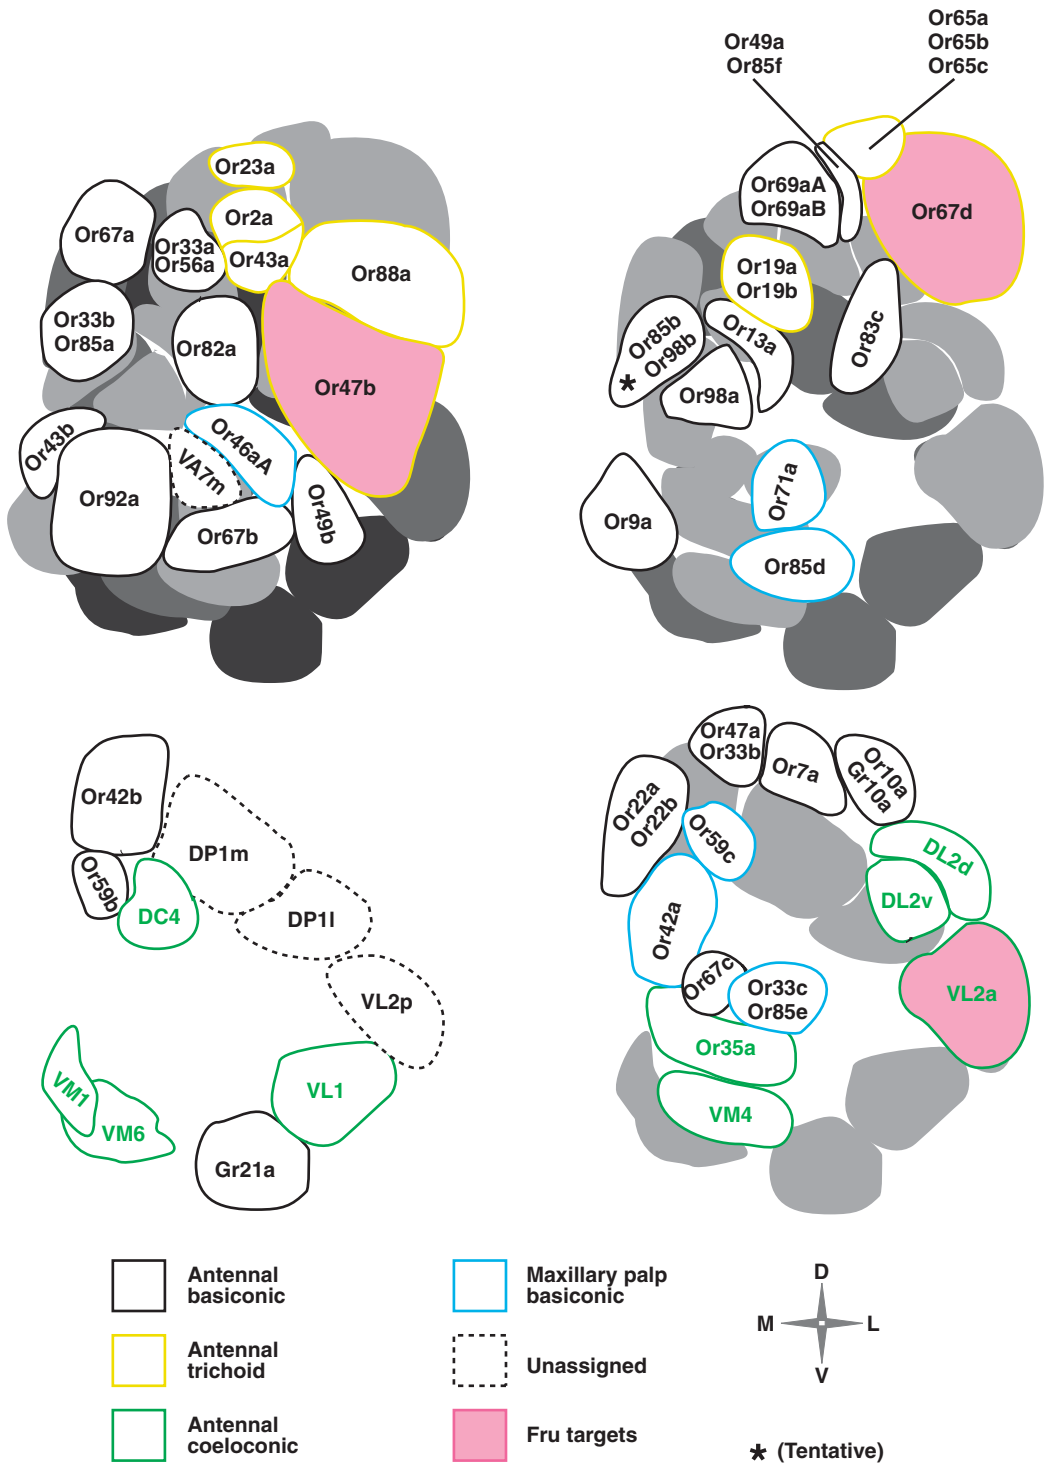 Or23a
Or2a
Or67a
Or33a
Or56a
Or43a
Or88a
Or33b
Or85a
Or82a
Or47b
Or43b
Or46aA
VA7m
Or92a
Or67b
Or49b
Or49a
Or85f
Or65a
Or65b
Or65c
Or69aA
Or69aB
Or67d
Or19a
Or19b
Or85b
Or98b
*
Or13a
Or83c
Or98a
Or9a
Or71a
Or85d
Or42b
DP1m
Or59b
DC4
DP1l
VL2p
VM1
VM6
VL1
Gr21a
Or47a
Or33b
Or7a
Or10a
Gr10a
Or22a
Or22b
Or59c
DL2d
DL2v
Or42a
Or67c
Or33c
Or85e
VL2a
Or35a
VM4
Antennal
basiconic
Antennal
trichoid
Antennal
coeloconic
Maxillary palp
basiconic
Unassigned
Fru targets
D
M L
V
* (Tentative)